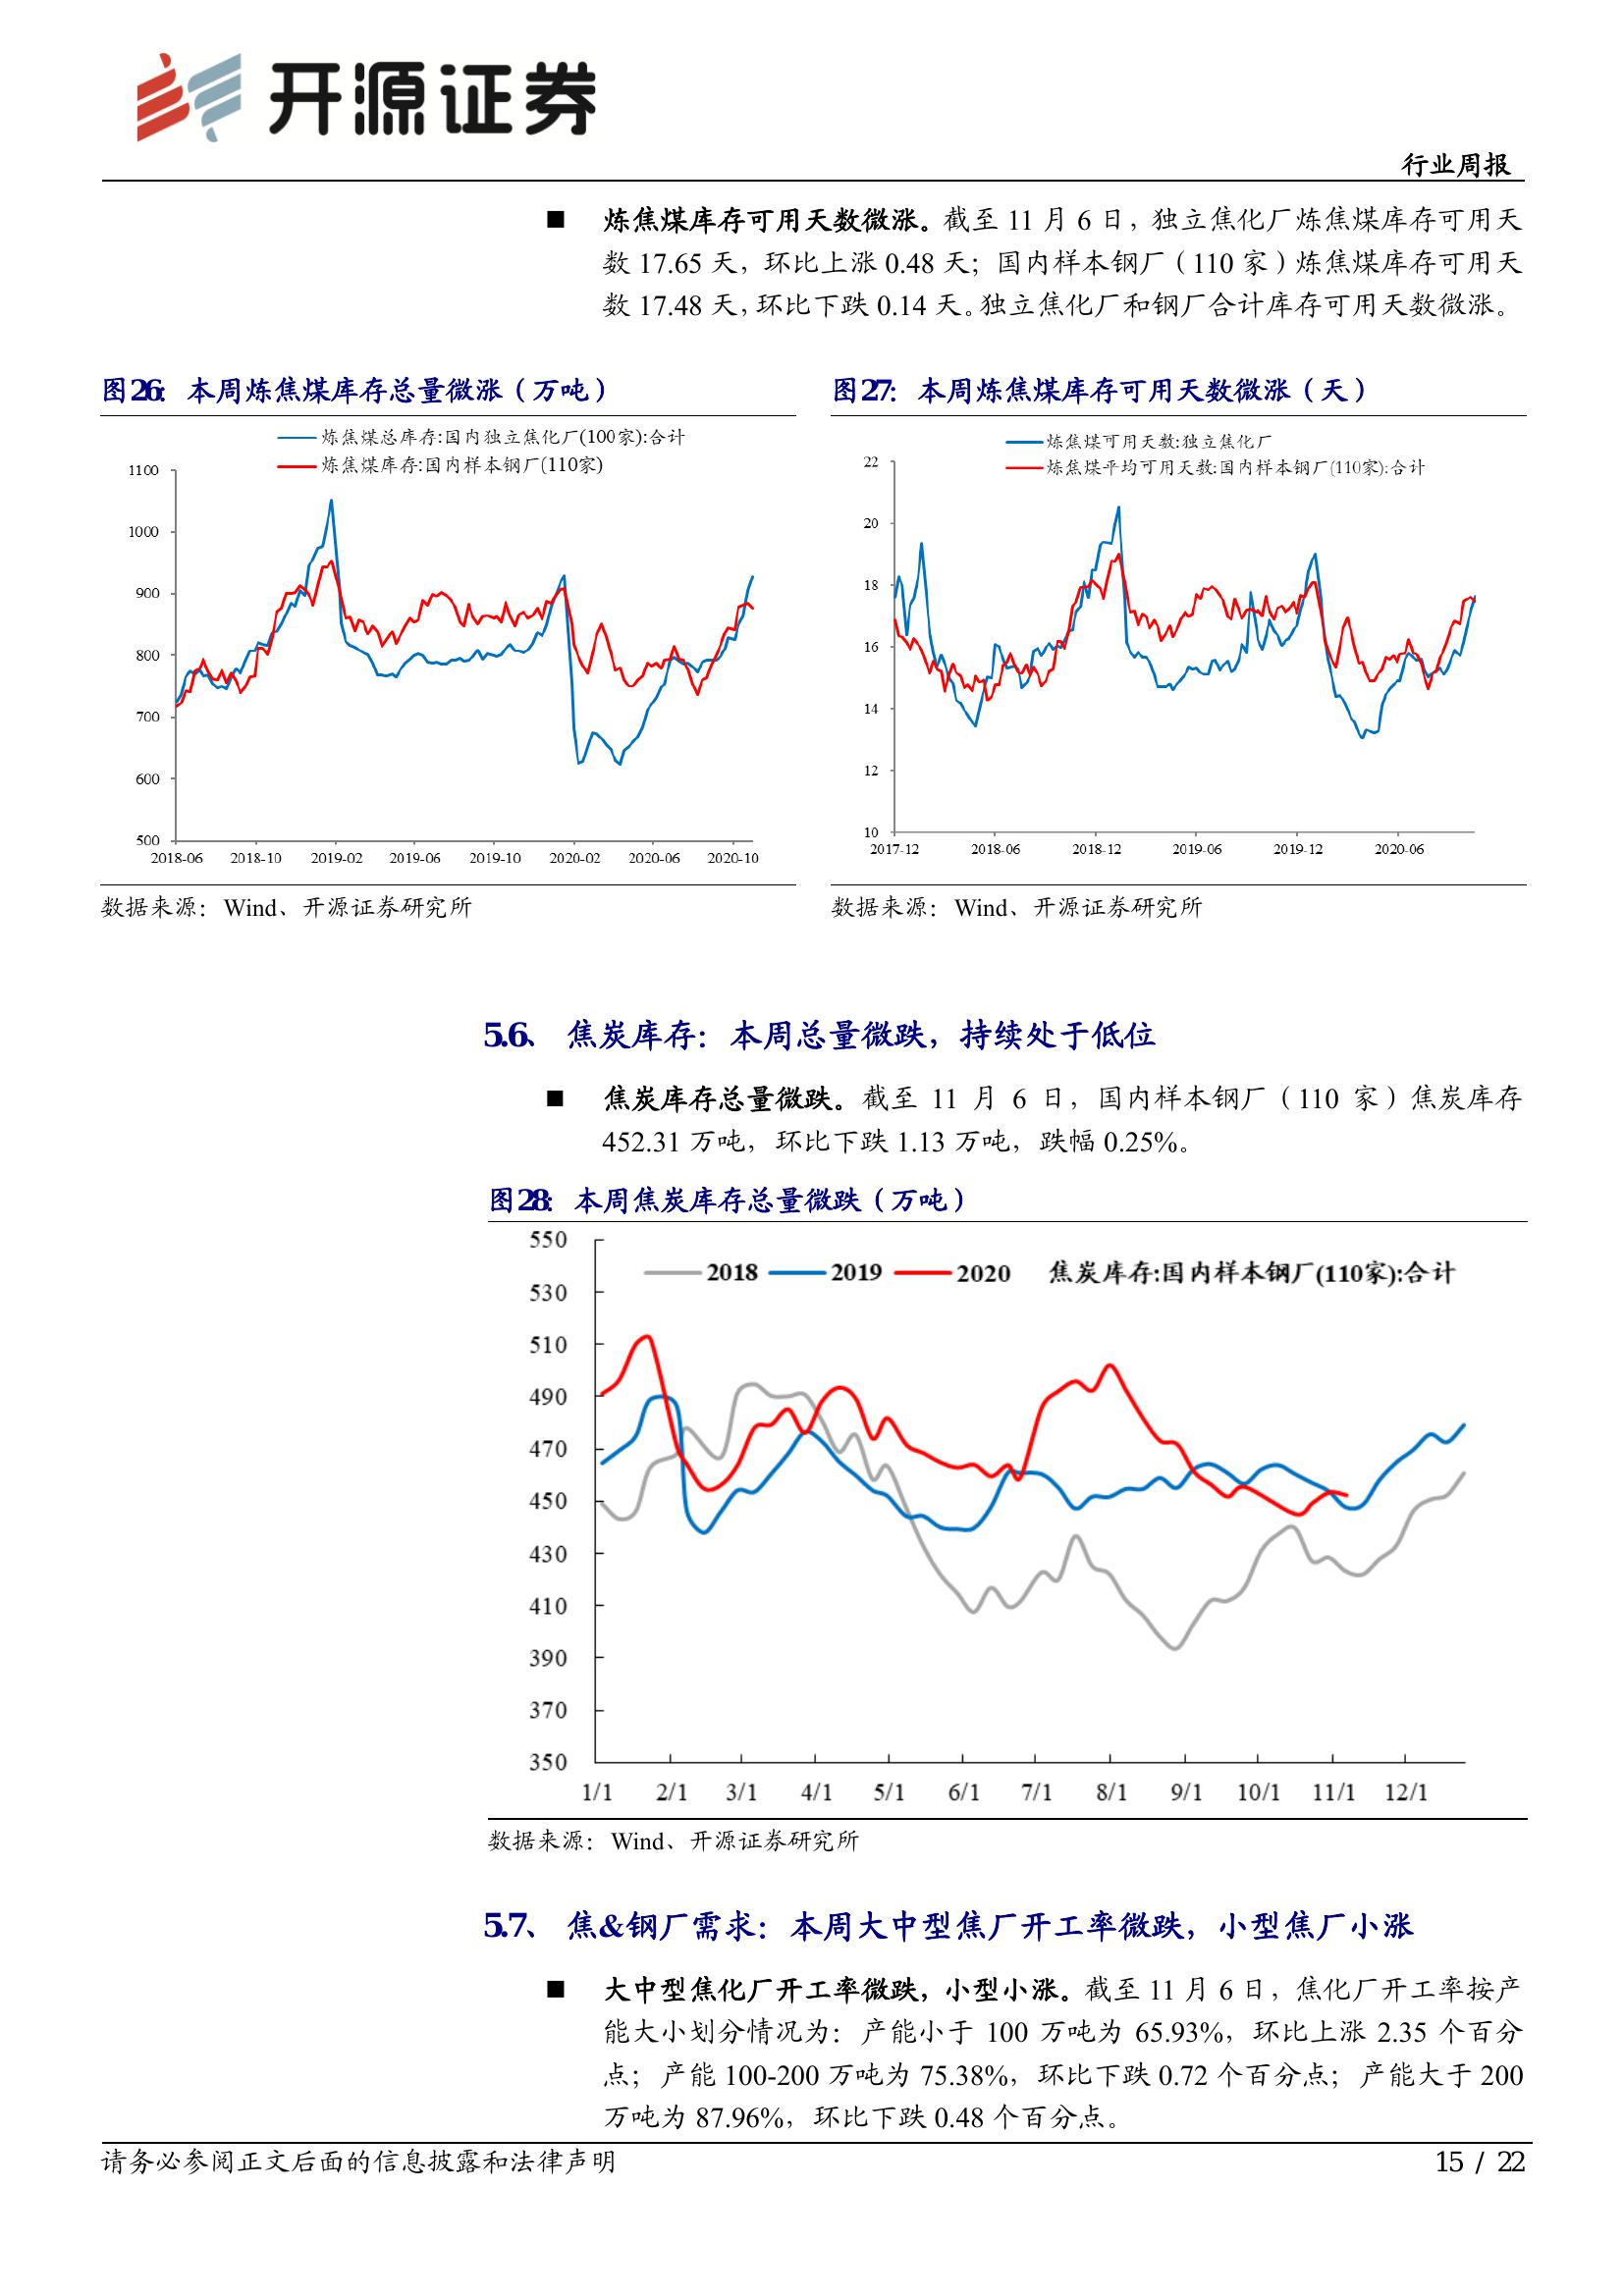 开源证券
行业周报
■ 炼焦煤库存可用天数微涨。截至 11 月 6 日，独立焦化厂炼焦煤库存可用天
数 17.65 天，环比上涨 0.48 天；国内样本钢厂（110 家）炼焦煤库存可用天
数 17.48 天，环比下跌 0.14 天。独立焦化厂和钢厂合计库存可用天数微涨。
图26： 本周炼焦煤库存总量微涨（万吨）
炼焦煤总库存:国内独立焦化厂(100家):合计
炼焦煤库存:国内样本钢厂(110家)
1100
1000
900
800
700
600
500
2018-06 2018-10 2019-02 2019-06 2019-10 2020-02 2020-06 2020-10
数据来源：Wind、开源证券研究所
图27： 本周炼焦煤库存可用天数微涨（天）
炼焦煤可用天数:独立焦化厂
炼焦煤平均可用天数:国内样本钢厂(110家):合计
22
20
18
16
14
12
10
2017-12 2018-06 2018-12 2019-06 2019-12 2020-06
数据来源：Wind、开源证券研究所
5.6、 焦炭库存：本周总量微跌，持续处于低位
■ 焦炭库存总量微跌。截至 11 月 6 日，国内样本钢厂（110 家）焦炭库存
452.31 万吨，环比下跌 1.13 万吨，跌幅 0.25%。
图28： 本周焦炭库存总量微跌（万吨）
2018 2019 2020 焦炭库存:国内样本钢厂(110家):合计
550
530
510
490
470
450
430
410
390
370
350
1/1 2/1 3/1 4/1 5/1 6/1 7/1 8/1 9/1 10/1 11/1 12/1
数据来源：Wind、开源证券研究所
5.7、 焦&钢厂需求：本周大中型焦厂开工率微跌，小型焦厂小涨
■ 大中型焦化厂开工率微跌，小型小涨。截至 11 月 6 日，焦化厂开工率按产
能大小划分情况为：产能小于 100 万吨为 65.93%，环比上涨 2.35 个百分
点；产能 100-200 万吨为 75.38%，环比下跌 0.72 个百分点；产能大于 200
万吨为 87.96%，环比下跌 0.48 个百分点。
请务必参阅正文后面的信息披露和法律声明
15 / 22